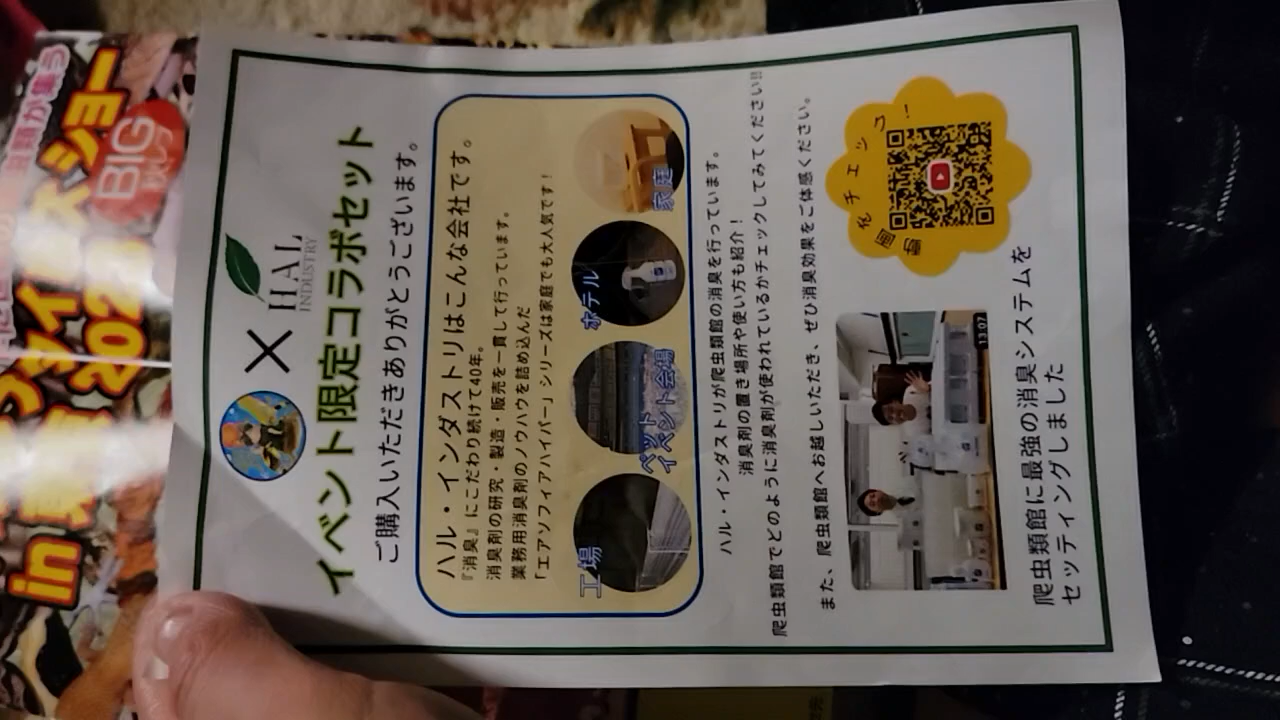 ×
HAL
INDUSTRY
イベント限定コラボセット
ご購入いただきありがとうございます。
ハル・インダストリはこんな会社です。
『消臭』にこだわり続けて40年。
消臭剤の研究・製造・販売を一貫して行っています。
業務用消臭剤のノウハウを詰め込んだ
「エアソフィアハイパー」シリーズは家庭でも大人気です!
工場
ペット
イベント会場
ホテル
家庭
ハル・インダストリが爬虫類館の消臭を行っています。
消臭剤の置き場所や使い方も紹介!
爬虫類館でどのように消臭剤が使われているかチェックしてみてください!!
また、爬虫類館へお越しいただき、ぜひ消臭効果をご体感ください。
13:07
動画をチェック!
爬虫類館に最強の消臭システムを
セッティングしました
BIG
in